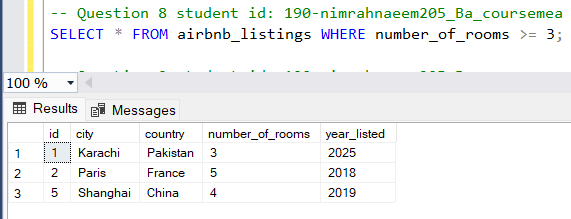 -- Question 8 student id: 190-nimrahnaeem205_Ba_coursemea
SELECT * FROM airbnb_listings WHERE number_of_rooms >= 3;
100 %
Results Messages
id city country number_of_rooms year_listed
1 1 Karachi Pakistan 3 2025
2 2 Paris France 5 2018
3 5 Shanghai China 4 2019